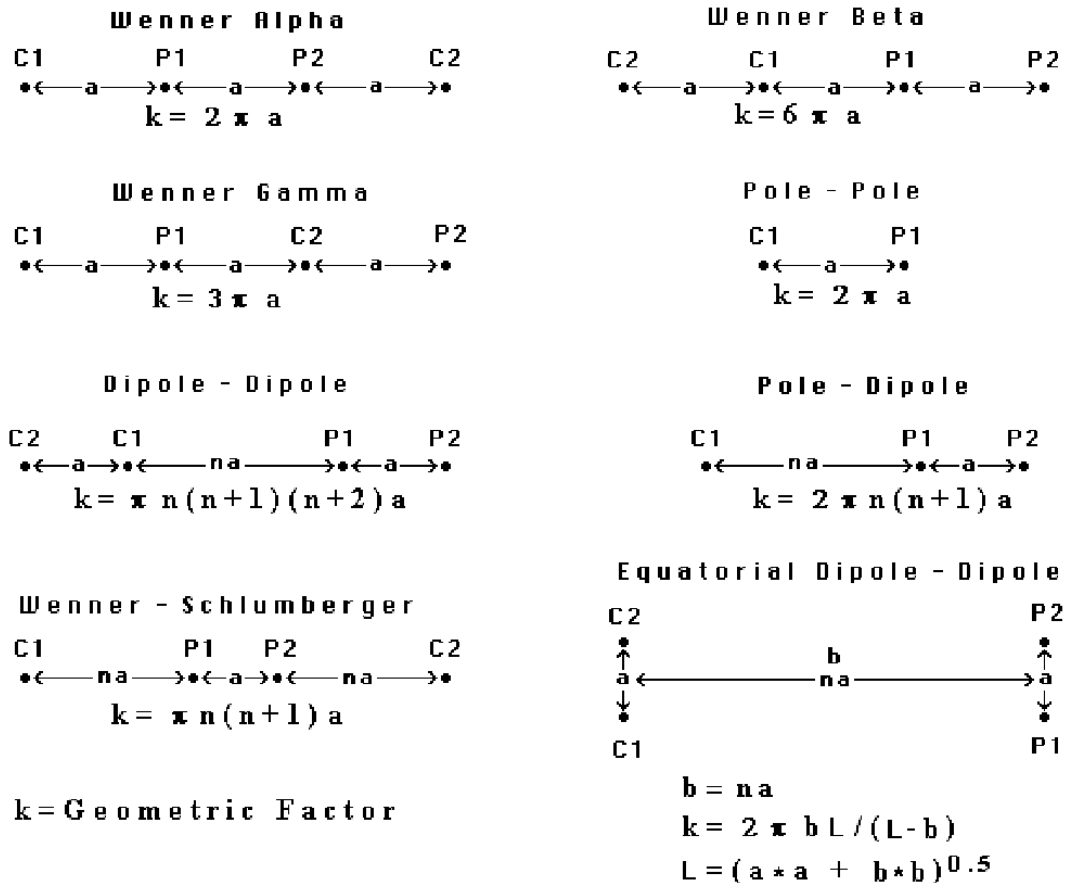 Wenner Alpha
C1 P1 P2 C2
a a a
k = 2 π a
Wenner Beta
C2 C1 P1 P2
a a a
k=6 π a
Wenner Gamma
C1 P1 C2 P2
a a a
k = 3 π a
Pole - Pole
C1 P1
a
k = 2 π a
Dipole - Dipole
C2 C1 P1 P2
a na a
k = π n(n+1)(n+2)a
Pole - Dipole
C1 P1 P2
na a
k = 2 π n(n+1)a
Wenner - Schlumberger
C1 P1 P2 C2
na a na
k = π n(n+1)a
Equatorial Dipole - Dipole
C2 P2
b
a na a
C1 P1
b = na
k = 2 π b L /(L-b)
L = (a*a + b*b)^0.5
k=Geometric Factor